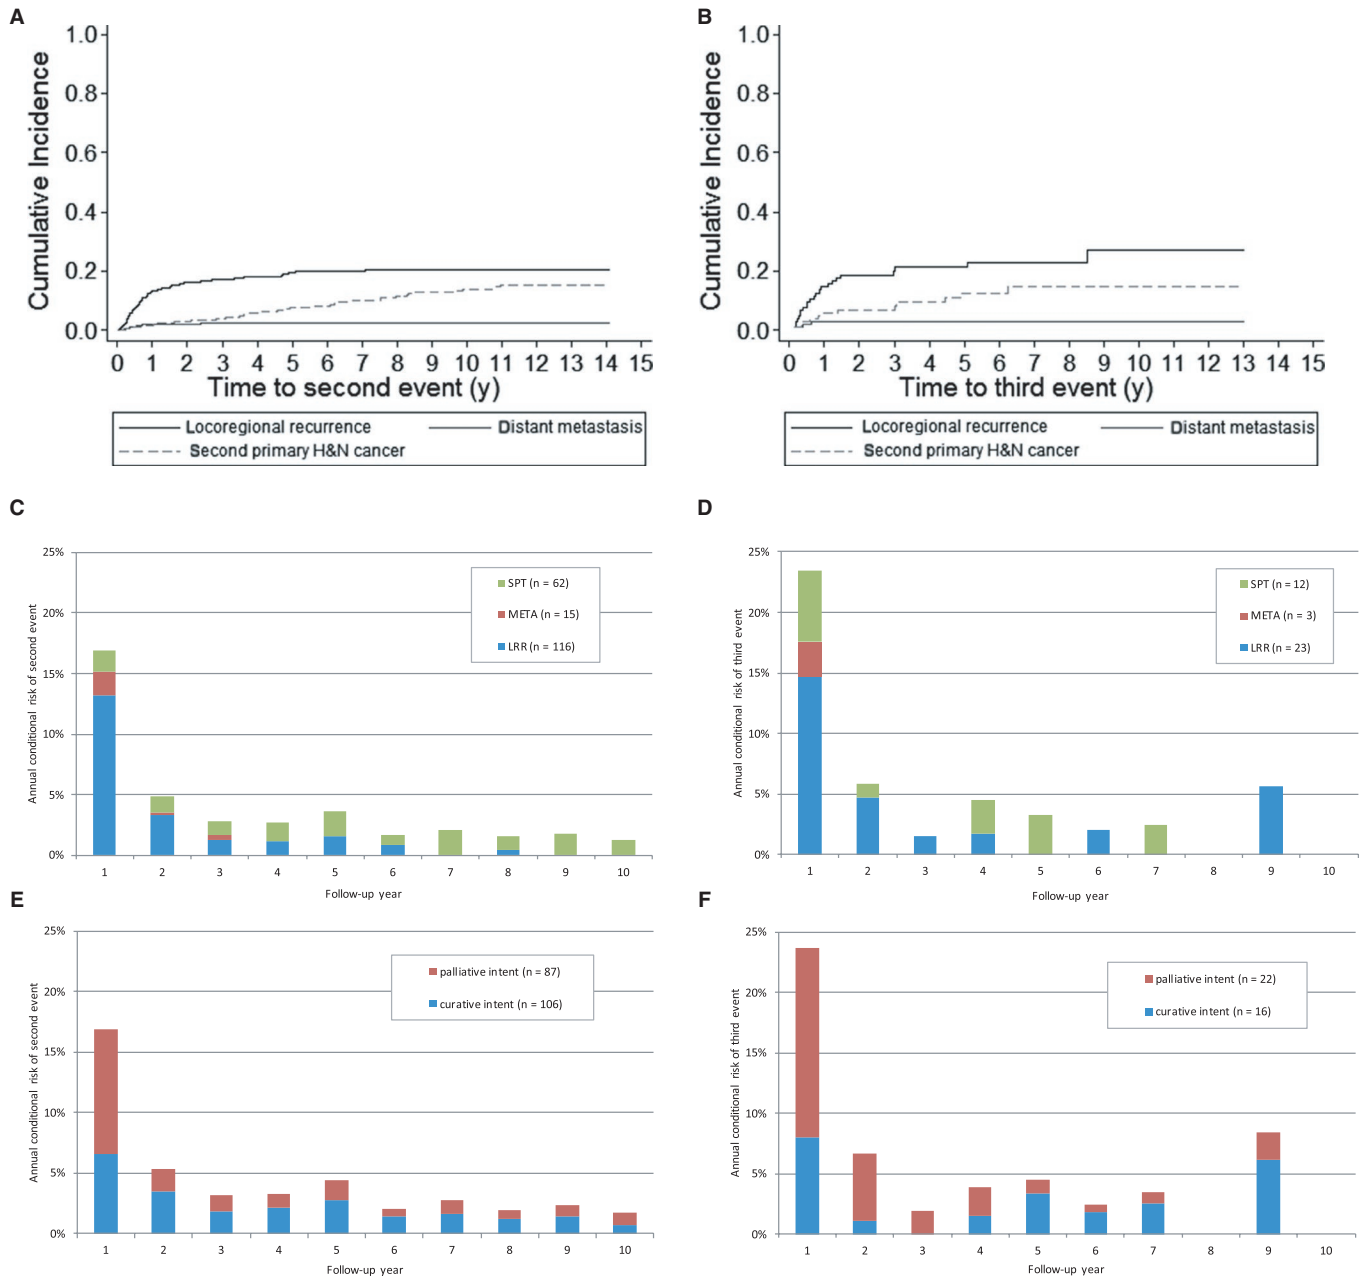 A
Cumulative Incidence
1.0
0.8
0.6
0.4
0.2
0.0
0 1 2 3 4 5 6 7 8 9 10 11 12 13 14 15
Time to second event (y)
Locoregional recurrence Distant metastasis
Second primary H&N cancer
B
Cumulative Incidence
1.0
0.8
0.6
0.4
0.2
0.0
0 1 2 3 4 5 6 7 8 9 10 11 12 13 14 15
Time to third event (y)
Locoregional recurrence Distant metastasis
Second primary H&N cancer
C
Annual conditional risk of second event
25%
20%
15%
10%
5%
0%
SPT (n = 62)
META (n = 15)
LRR (n = 116)
1 2 3 4 5 6 7 8 9 10
Follow-up year
D
Annual conditional risk of third event
25%
20%
15%
10%
5%
0%
SPT (n = 12)
META (n = 3)
LRR (n = 23)
1 2 3 4 5 6 7 8 9 10
Follow-up year
E
Annual conditional risk of second event
25%
20%
15%
10%
5%
0%
palliative intent (n = 87)
curative intent (n = 106)
1 2 3 4 5 6 7 8 9 10
Follow-up year
F
Annual conditional risk of third event
25%
20%
15%
10%
5%
0%
palliative intent (n = 22)
curative intent (n = 16)
1 2 3 4 5 6 7 8 9 10
Follow-up year